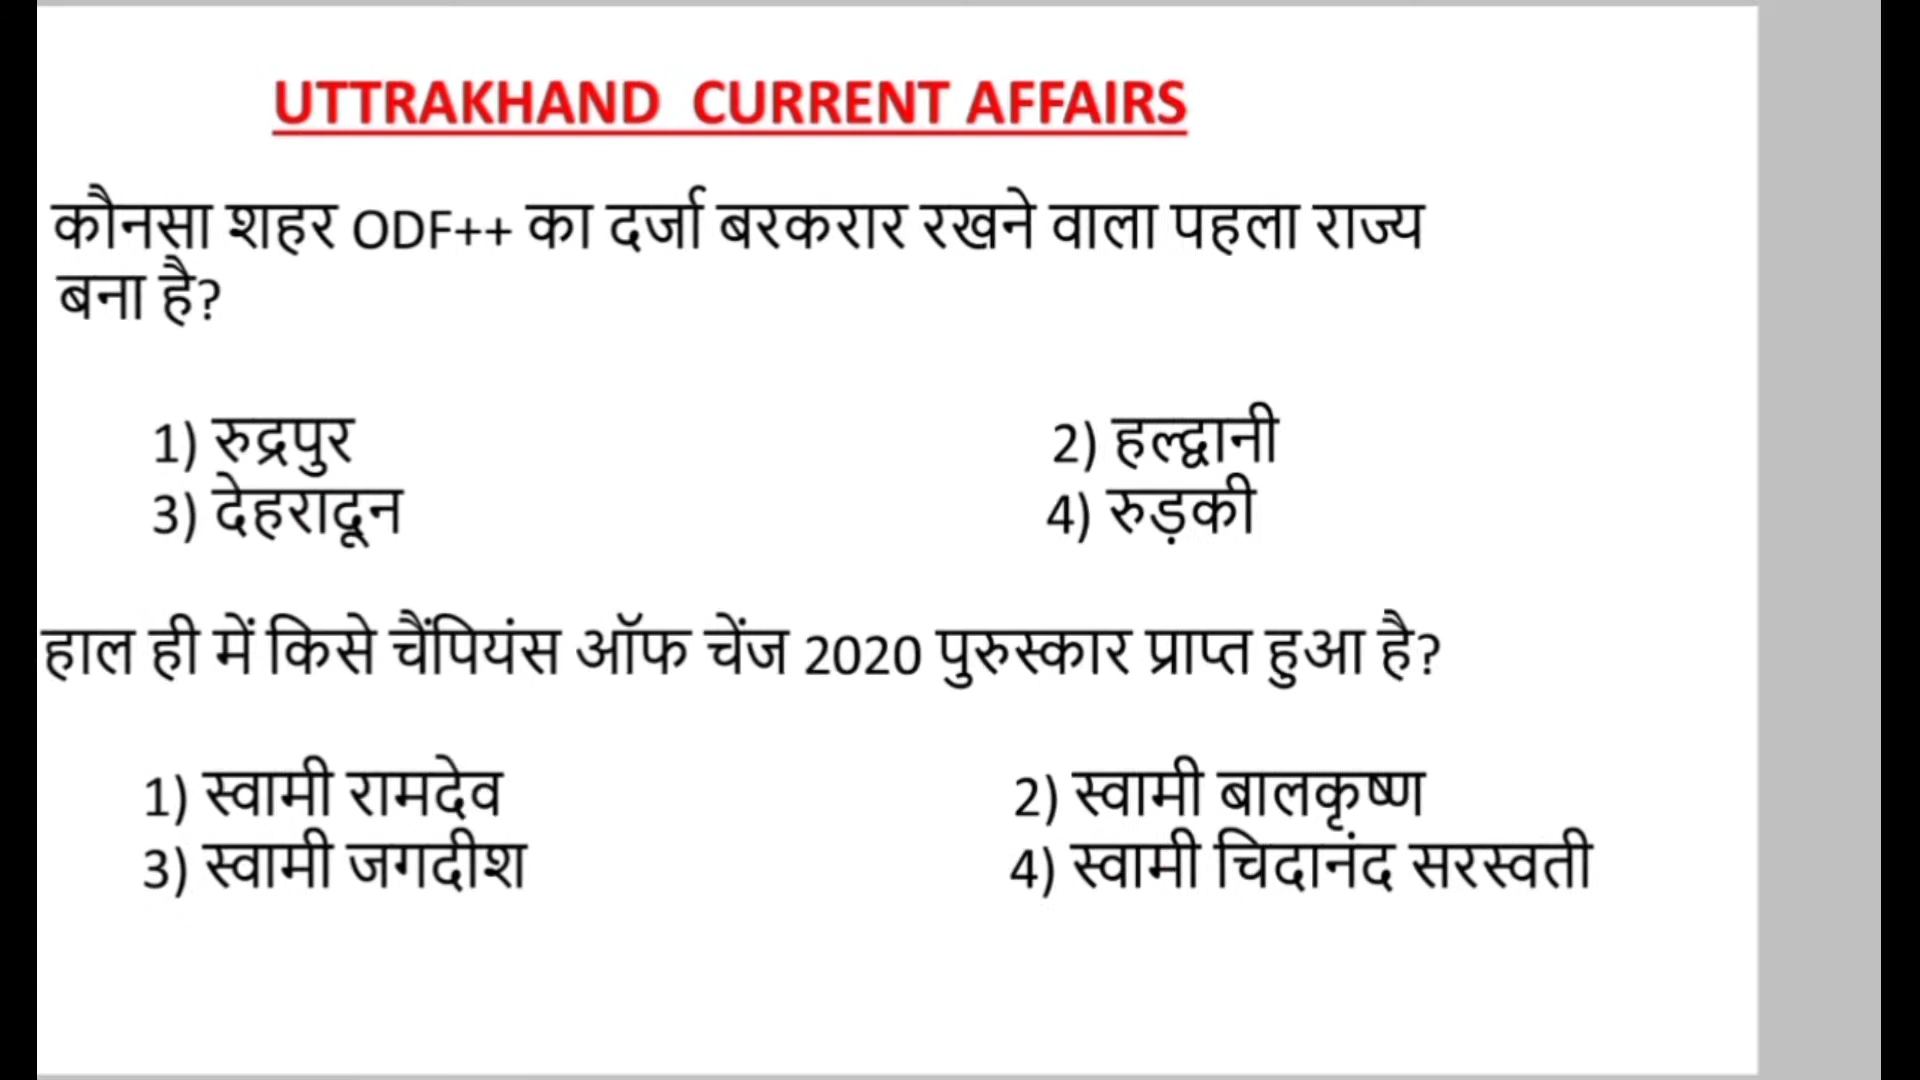 UTTRAKHAND CURRENT AFFAIRS
कौनसा शहर ODF++ का दर्जा बरकरार रखने वाला पहला राज्य
बना है?
1) रुद्रपुर 2) हल्द्वानी
3) देहरादून 4) रुड़की
हाल ही में किसे चैंपियंस ऑफ चेंज 2020 पुरुस्कार प्राप्त हुआ है?
1) स्वामी रामदेव 2) स्वामी बालकृष्ण
3) स्वामी जगदीश 4) स्वामी चिदानंद सरस्वती